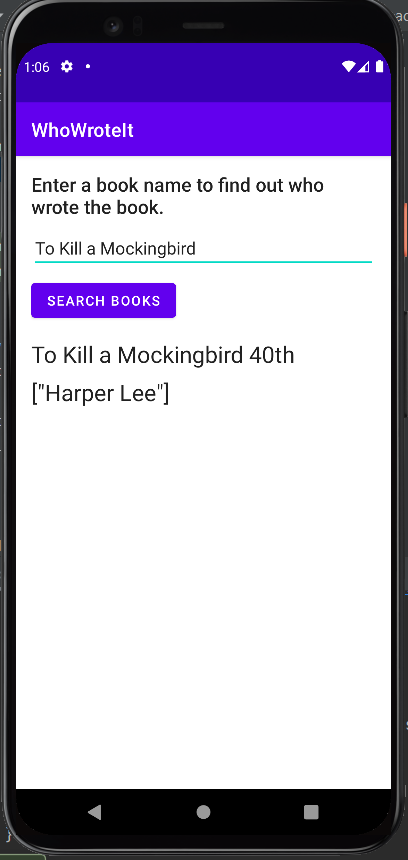 1:06
WhoWroteIt
Enter a book name to find out who
wrote the book.
To Kill a Mockingbird
SEARCH BOOKS
To Kill a Mockingbird 40th
["Harper Lee"]